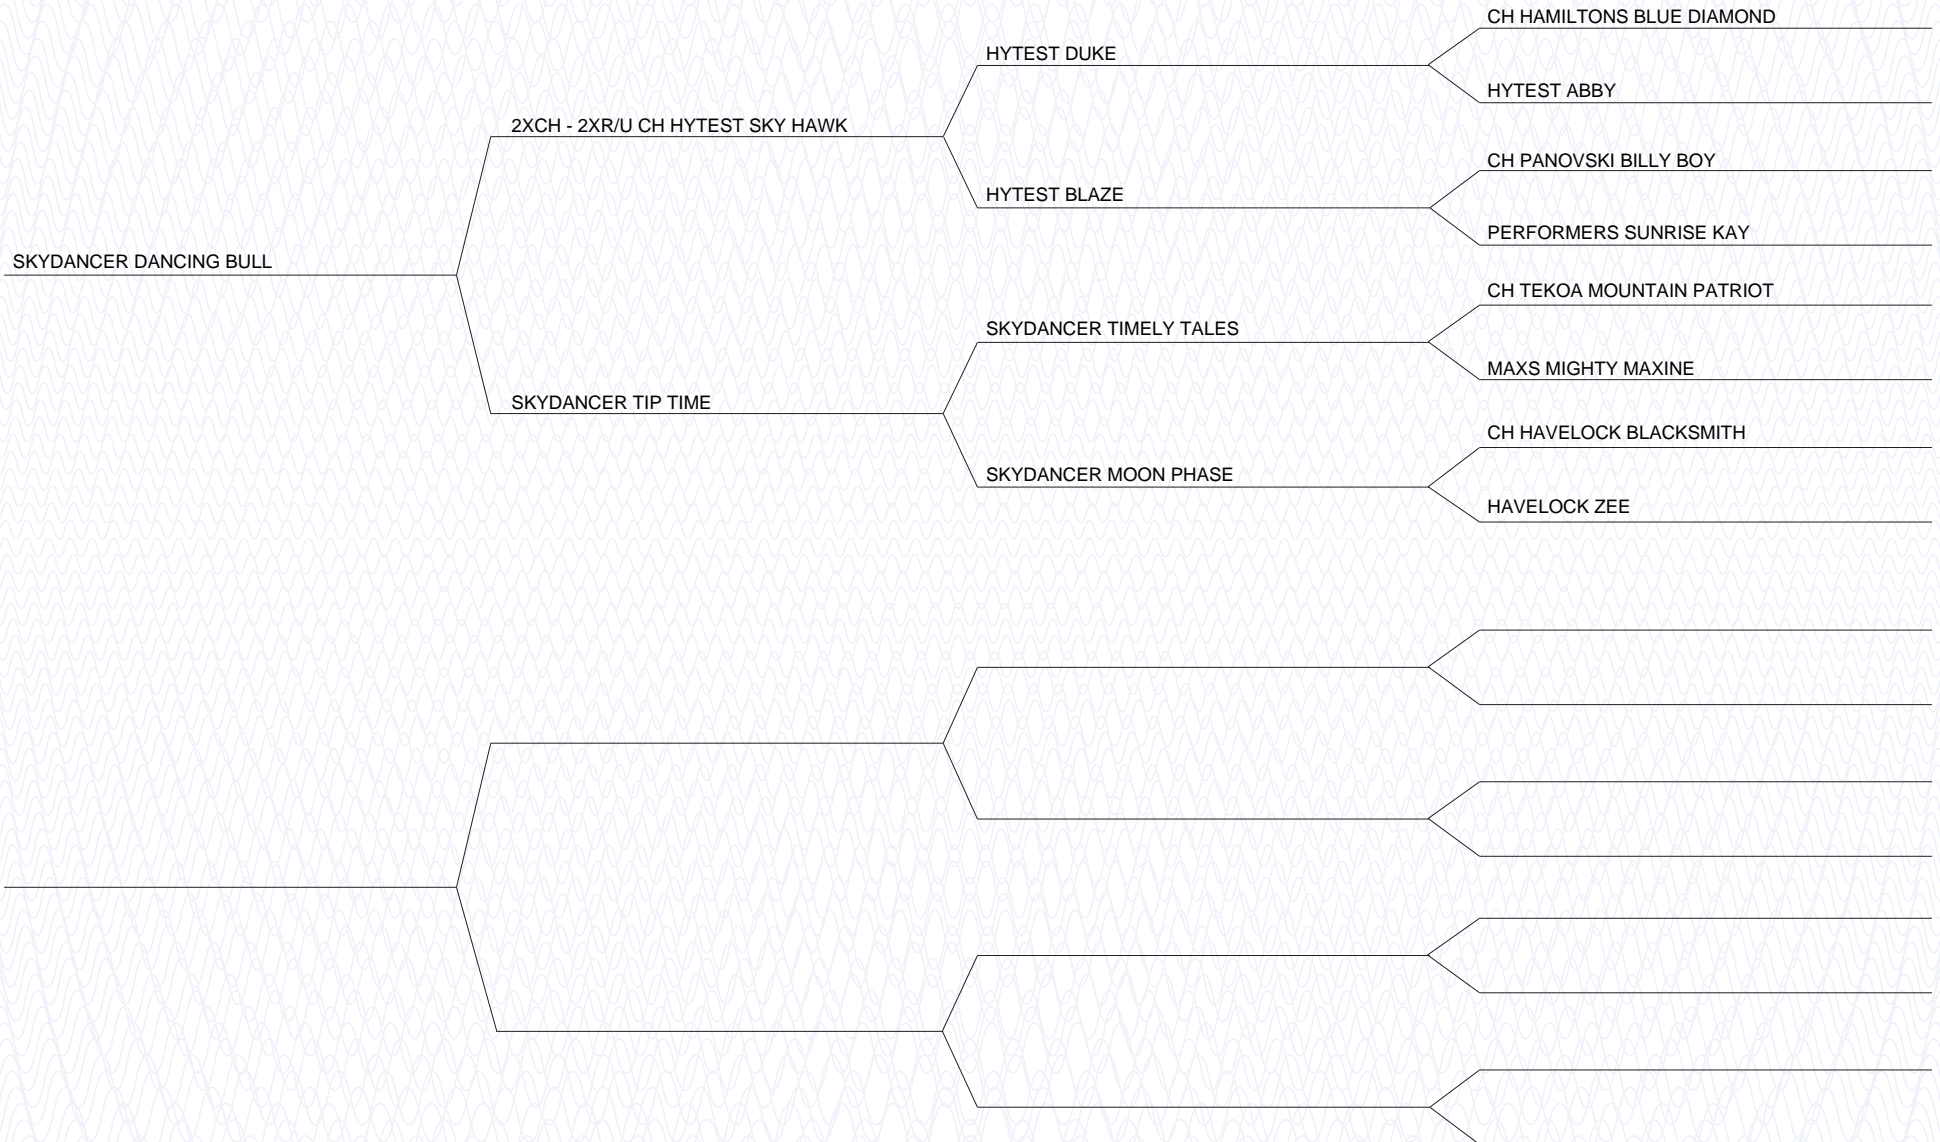 CH HAMILTONS BLUE DIAMOND
HYTEST DUKE
HYTEST ABBY
2XCH - 2XR/U CH HYTEST SKY HAWK
CH PANOVSKI BILLY BOY
HYTEST BLAZE
PERFORMERS SUNRISE KAY
SKYDANCER DANCING BULL
CH TEKOA MOUNTAIN PATRIOT
SKYDANCER TIMELY TALES
MAXS MIGHTY MAXINE
SKYDANCER TIP TIME
CH HAVELOCK BLACKSMITH
SKYDANCER MOON PHASE
HAVELOCK ZEE